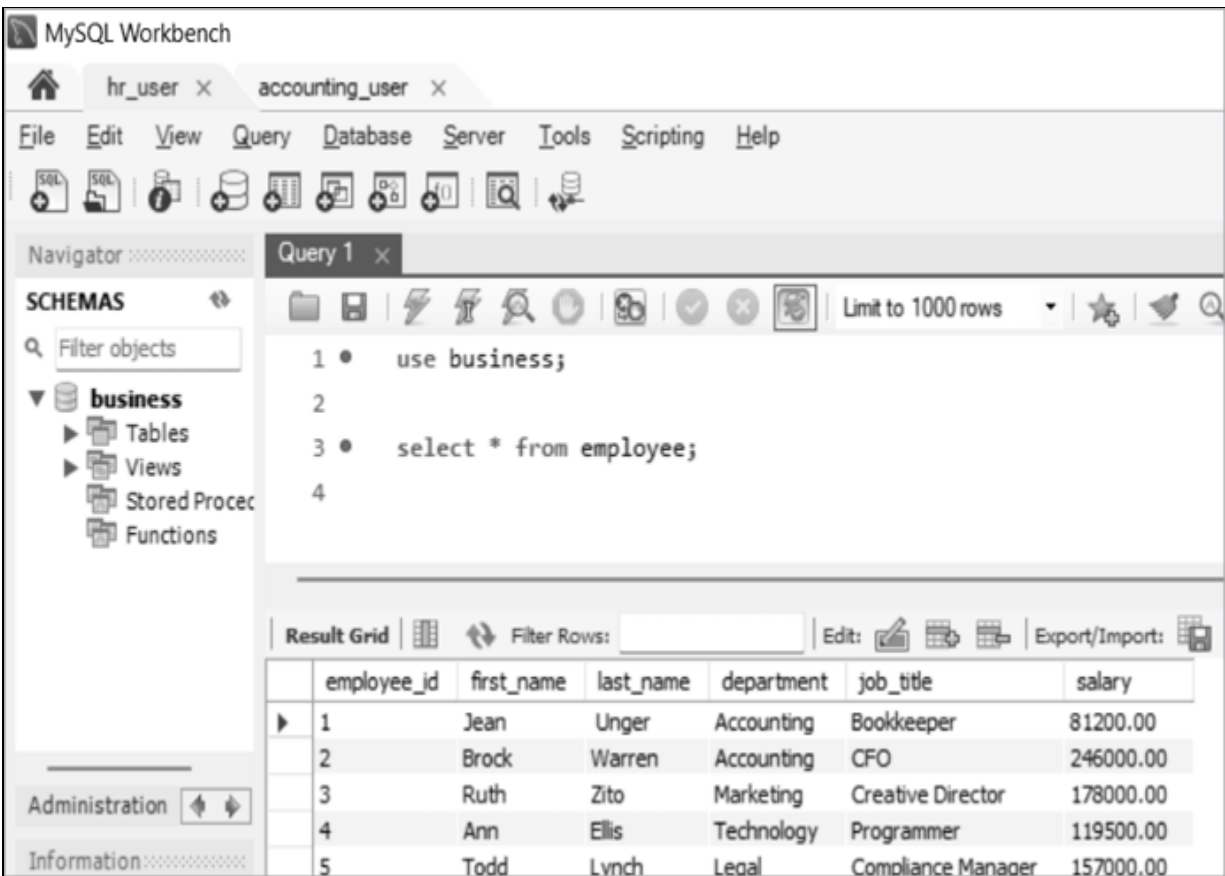 MySQL Workbench
hr_user × accounting_user ×
File Edit View Query Database Server Tools Scripting Help
SQL SQL
Navigator Query 1 ×
SCHEMAS Limit to 1000 rows
Filter objects
1 use business;
business
2
Tables
3 select * from employee;
Views
4
Stored Proced
Functions
Result Grid Filter Rows: Edit: Export/Import:
employee_id first_name last_name department job_title salary
1 Jean Unger Accounting Bookkeeper 81200.00
2 Brock Warren Accounting CFO 246000.00
3 Ruth Zito Marketing Creative Director 178000.00
Administration
4 Ann Ellis Technology Programmer 119500.00
Information
5 Todd Lynch Legal Compliance Manager 157000.00